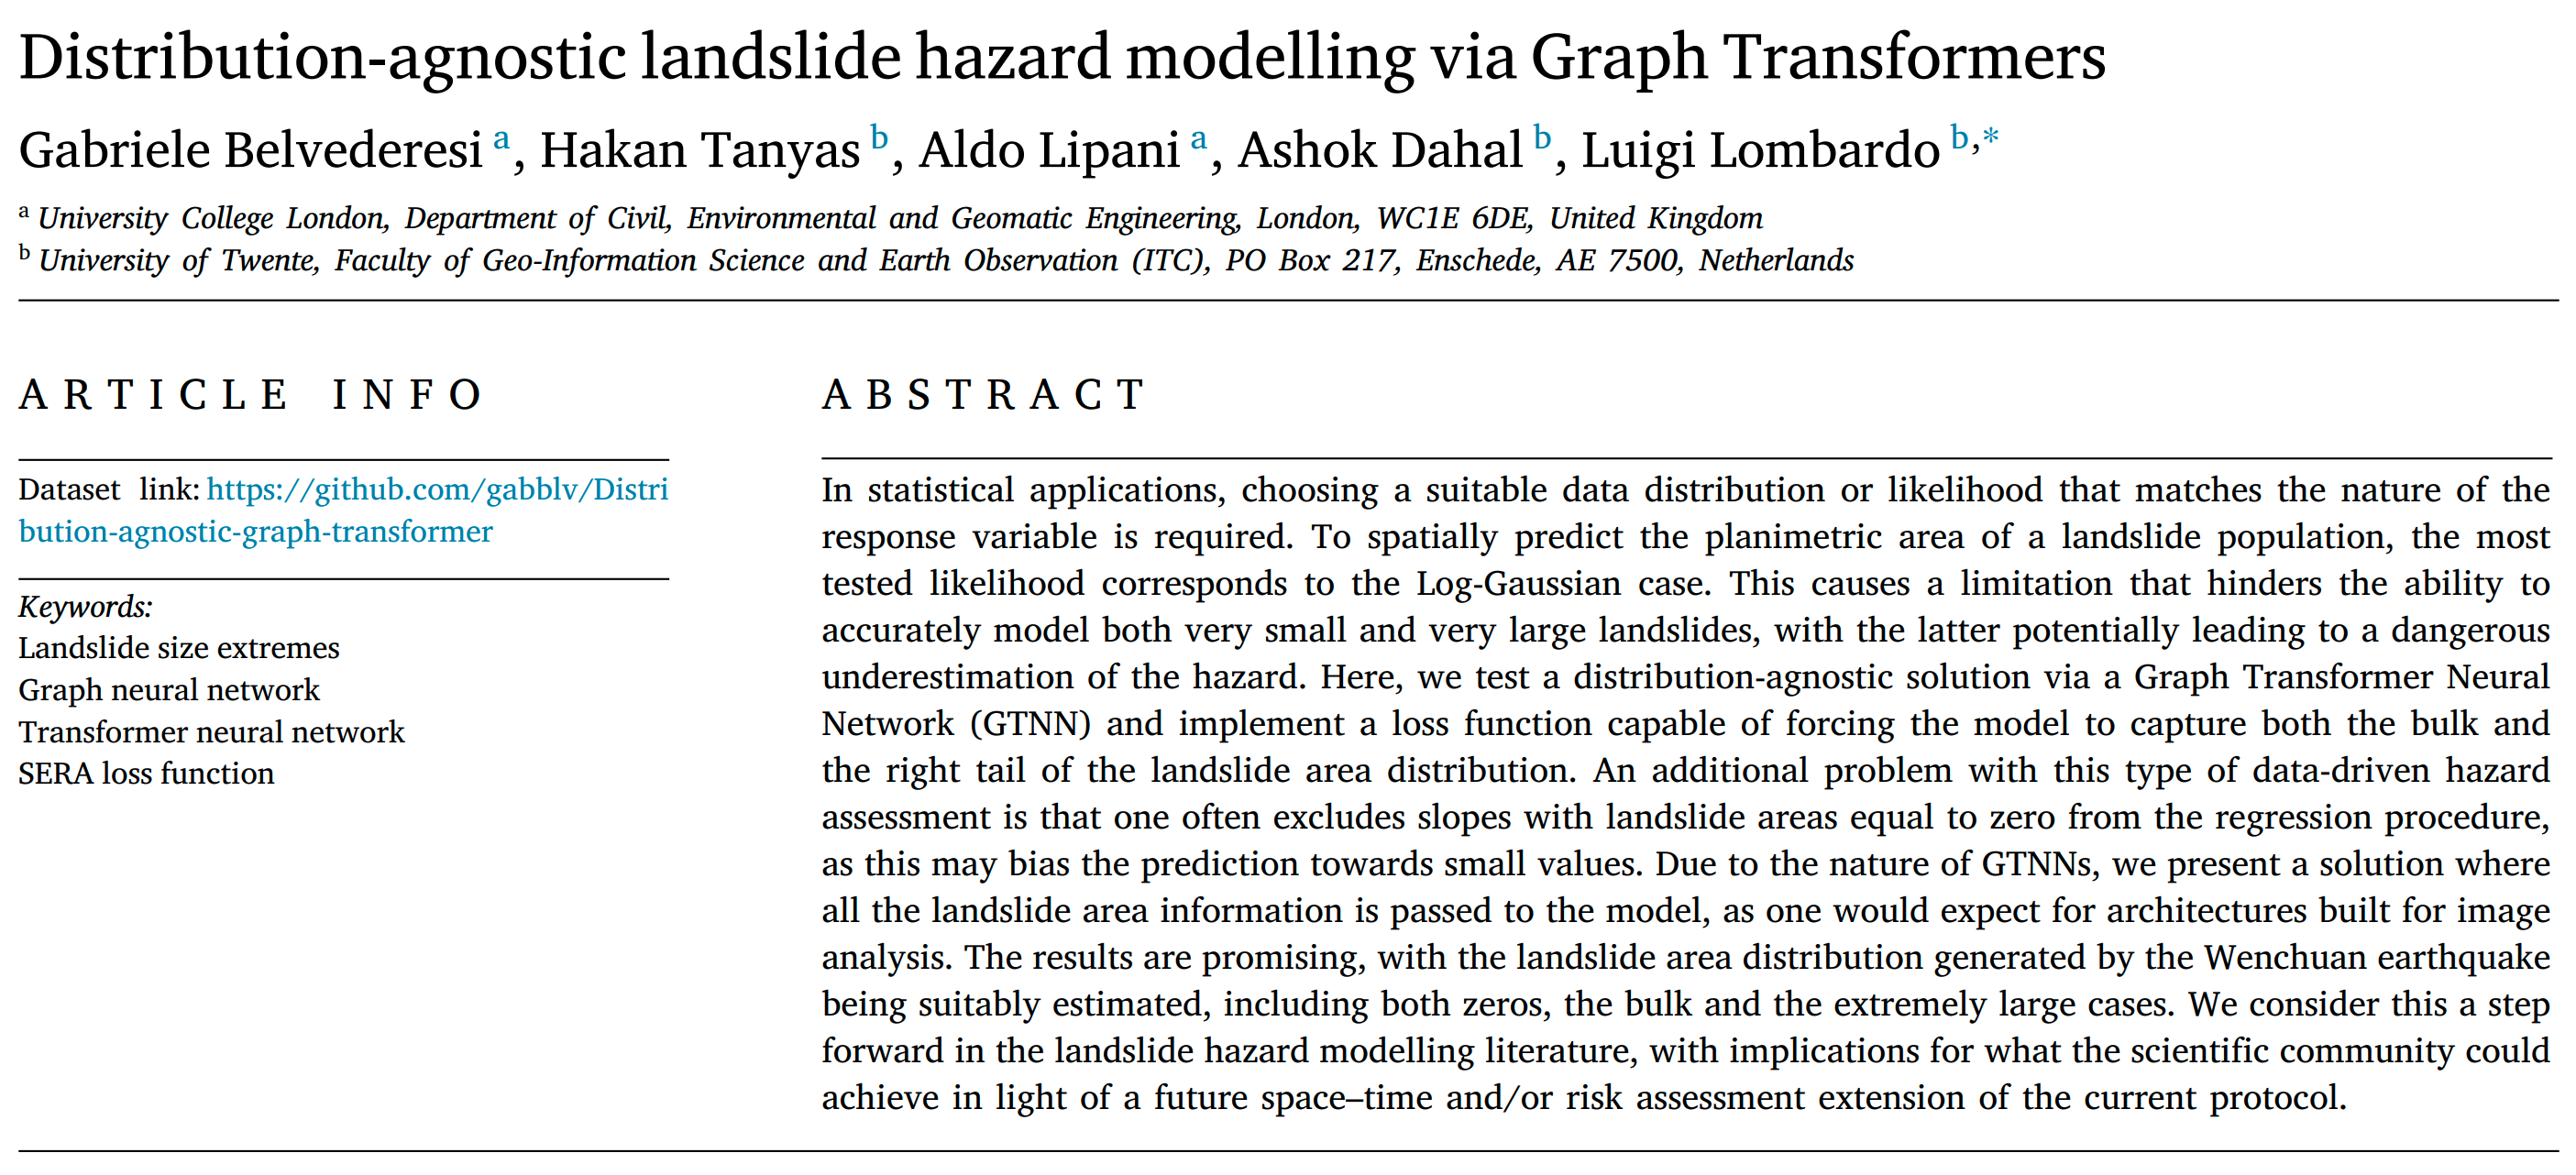 Distribution-agnostic landslide hazard modelling via Graph Transformers
Gabriele Belvederesi a, Hakan Tanyas b, Aldo Lipani a, Ashok Dahal b, Luigi Lombardo b,*
a University College London, Department of Civil, Environmental and Geomatic Engineering, London, WC1E 6DE, United Kingdom
b University of Twente, Faculty of Geo-Information Science and Earth Observation (ITC), PO Box 217, Enschede, AE 7500, Netherlands
ARTICLE INFO
Dataset link: https://github.com/gabblv/Distri
bution-agnostic-graph-transformer
Keywords:
Landslide size extremes
Graph neural network
Transformer neural network
SERA loss function
ABSTRACT
In statistical applications, choosing a suitable data distribution or likelihood that matches the nature of the
response variable is required. To spatially predict the planimetric area of a landslide population, the most
tested likelihood corresponds to the Log-Gaussian case. This causes a limitation that hinders the ability to
accurately model both very small and very large landslides, with the latter potentially leading to a dangerous
underestimation of the hazard. Here, we test a distribution-agnostic solution via a Graph Transformer Neural
Network (GTNN) and implement a loss function capable of forcing the model to capture both the bulk and
the right tail of the landslide area distribution. An additional problem with this type of data-driven hazard
assessment is that one often excludes slopes with landslide areas equal to zero from the regression procedure,
as this may bias the prediction towards small values. Due to the nature of GTNNs, we present a solution where
all the landslide area information is passed to the model, as one would expect for architectures built for image
analysis. The results are promising, with the landslide area distribution generated by the Wenchuan earthquake
being suitably estimated, including both zeros, the bulk and the extremely large cases. We consider this a step
forward in the landslide hazard modelling literature, with implications for what the scientific community could
achieve in light of a future space–time and/or risk assessment extension of the current protocol.